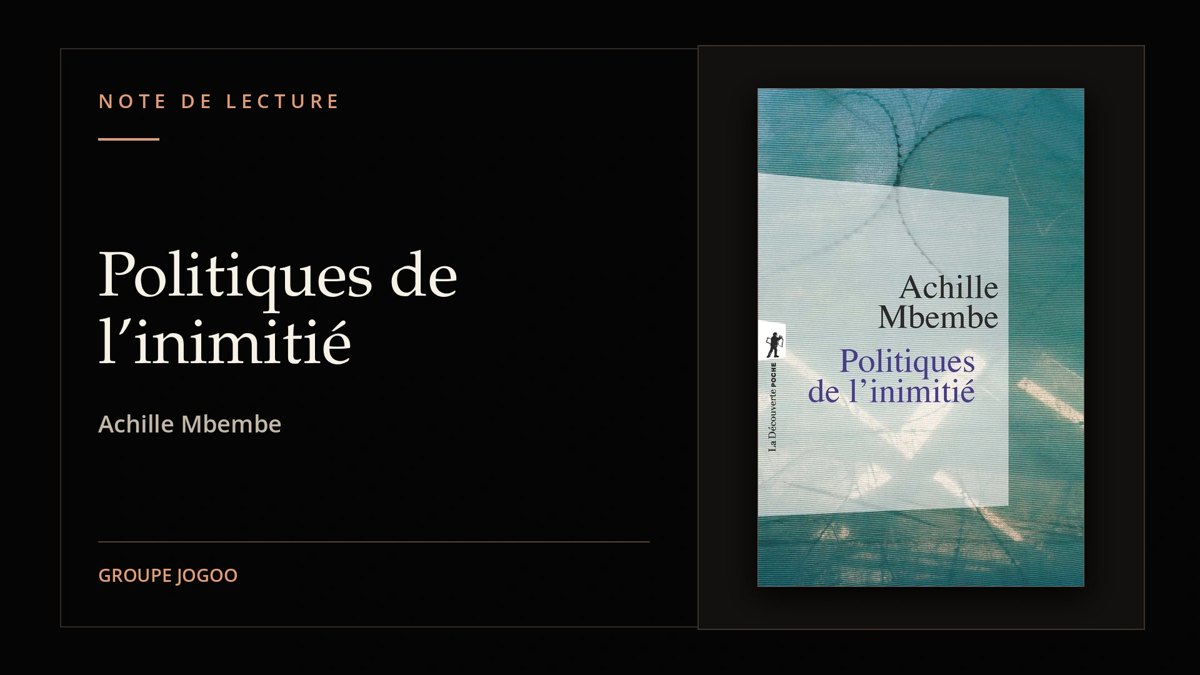 NOTE DE LECTURE
Politiques de
l’inimitié
Achille Mbembe
GROUPE JOGOO
Achille
Mbembe
Politiques
de l’inimitié
La Découverte POCHE